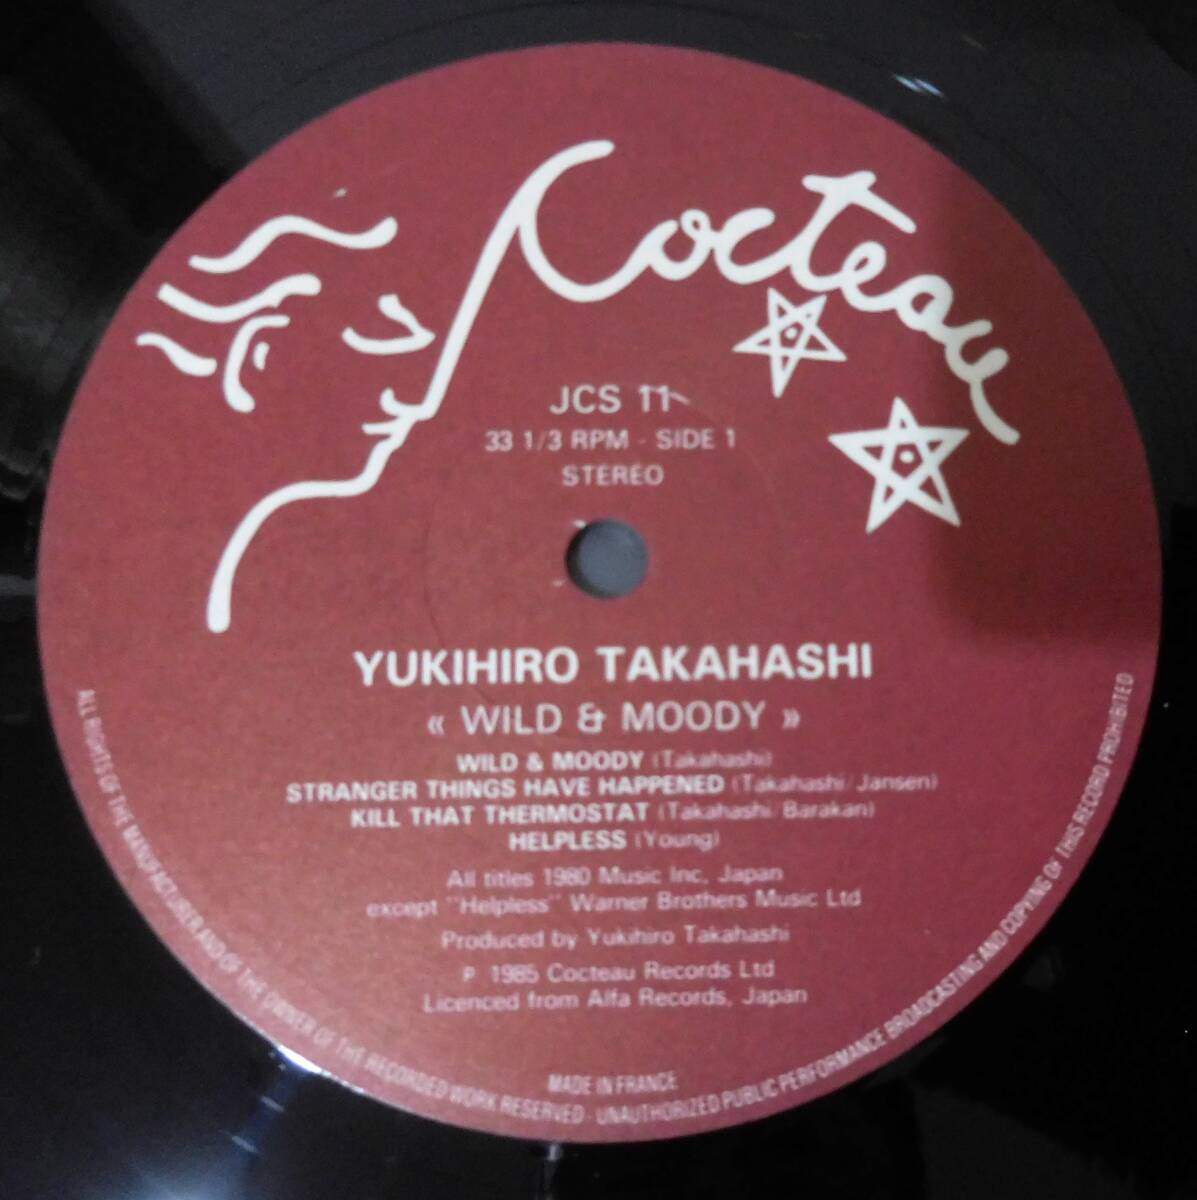 Cocteau
JCS 11
33 1/3 RPM - SIDE 1
STEREO
YUKIHIRO TAKAHASHI
« WILD & MOODY »
WILD & MOODY (Takahashi)
STRANGER THINGS HAVE HAPPENED (Takahashi/Jansen)
KILL THAT THERMOSTAT (Takahashi/Barakan)
HELPLESS (Young)
All titles 1980 Music Inc, Japan
except "Helpless" Warner Brothers Music Ltd
Produced by Yukihiro Takahashi
P 1985 Cocteau Records Ltd
Licenced from Alfa Records, Japan
MADE IN FRANCE
ALL RIGHTS OF THE MANUFACTURER AND OF THE OWNER OF THE RECORDED WORK RESERVED - UNAUTHORIZED PUBLIC PERFORMANCE BROADCASTING AND COPYING OF THIS RECORD PROHIBITED